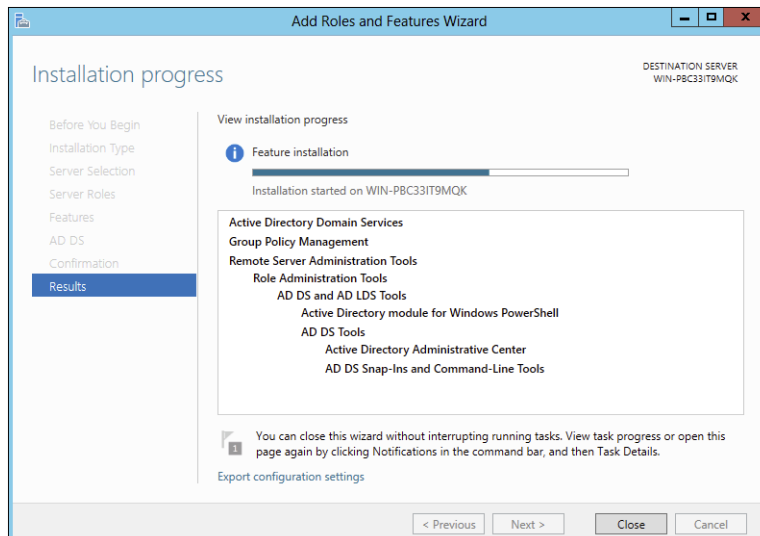 Add Roles and Features Wizard
Installation progress
DESTINATION SERVER
WIN-PBC33IT9MQK
Before You Begin
Installation Type
Server Selection
Server Roles
Features
AD DS
Confirmation
Results
View installation progress
Feature installation
Installation started on WIN-PBC33IT9MQK
Active Directory Domain Services
Group Policy Management
Remote Server Administration Tools
Role Administration Tools
AD DS and AD LDS Tools
Active Directory module for Windows PowerShell
AD DS Tools
Active Directory Administrative Center
AD DS Snap-Ins and Command-Line Tools
1
You can close this wizard without interrupting running tasks. View task progress or open this
page again by clicking Notifications in the command bar, and then Task Details.
Export configuration settings
< Previous
Next >
Close
Cancel